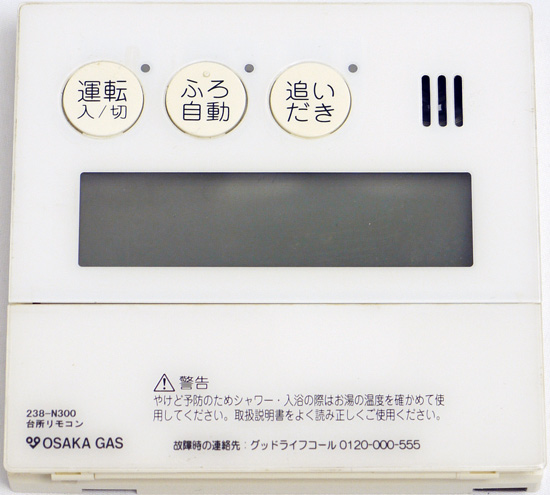 運転
入/切
ふろ
自動
追い
だき
⚠ 警告
やけど予防のためシャワー・入浴の際はお湯の温度を確かめて使
用してください。取扱説明書をよく読み正しくご使用ください。
238-N300
台所リモコン
OSAKA GAS
故障時の連絡先：グッドライフコール 0120-000-555